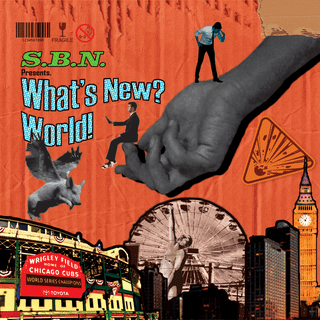 FRAGILE
S.B.N.
Presents.
What's New?
World!
WRIGLEY FIELD
HOME OF
CHICAGO CUBS
WORLD SERIES CHAMPIONS
TOYOTA